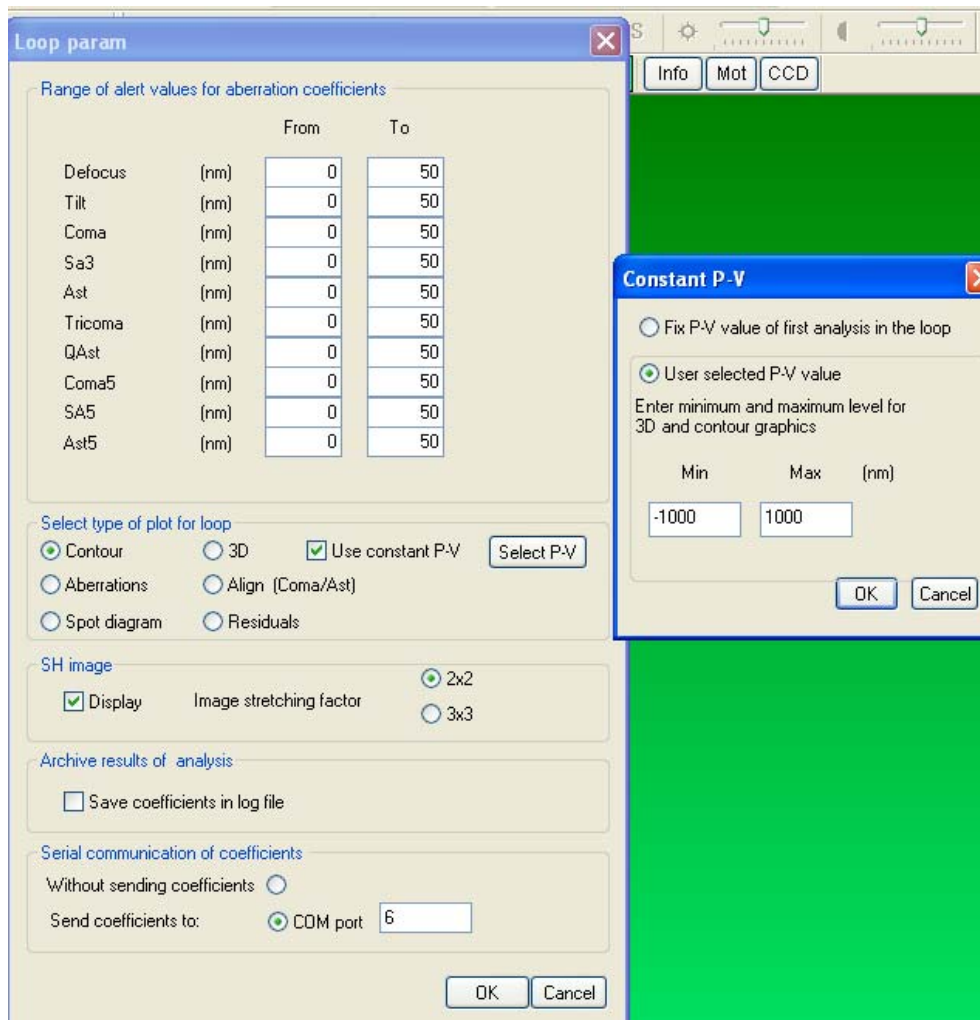 Loop param
S
Info Mot CCD
Range of alert values for aberration coefficients
From To
Defocus (nm) 0 50
Tilt (nm) 0 50
Coma (nm) 0 50
Sa3 (nm) 0 50
Ast (nm) 0 50
Tricoma (nm) 0 50
QAst (nm) 0 50
Coma5 (nm) 0 50
SA5 (nm) 0 50
Ast5 (nm) 0 50
Select type of plot for loop
Contour 3D Use constant P-V Select P-V
Aberrations Align (Coma/Ast)
Spot diagram Residuals
SH image
Display Image stretching factor 2x2
3x3
Archive results of analysis
Save coefficients in log file
Serial communication of coefficients
Without sending coefficients
Send coefficients to: COM port 6
OK Cancel
Constant P-V
Fix P-V value of first analysis in the loop
User selected P-V value
Enter minimum and maximum level for
3D and contour graphics
Min Max (nm)
-1000 1000
OK Cancel